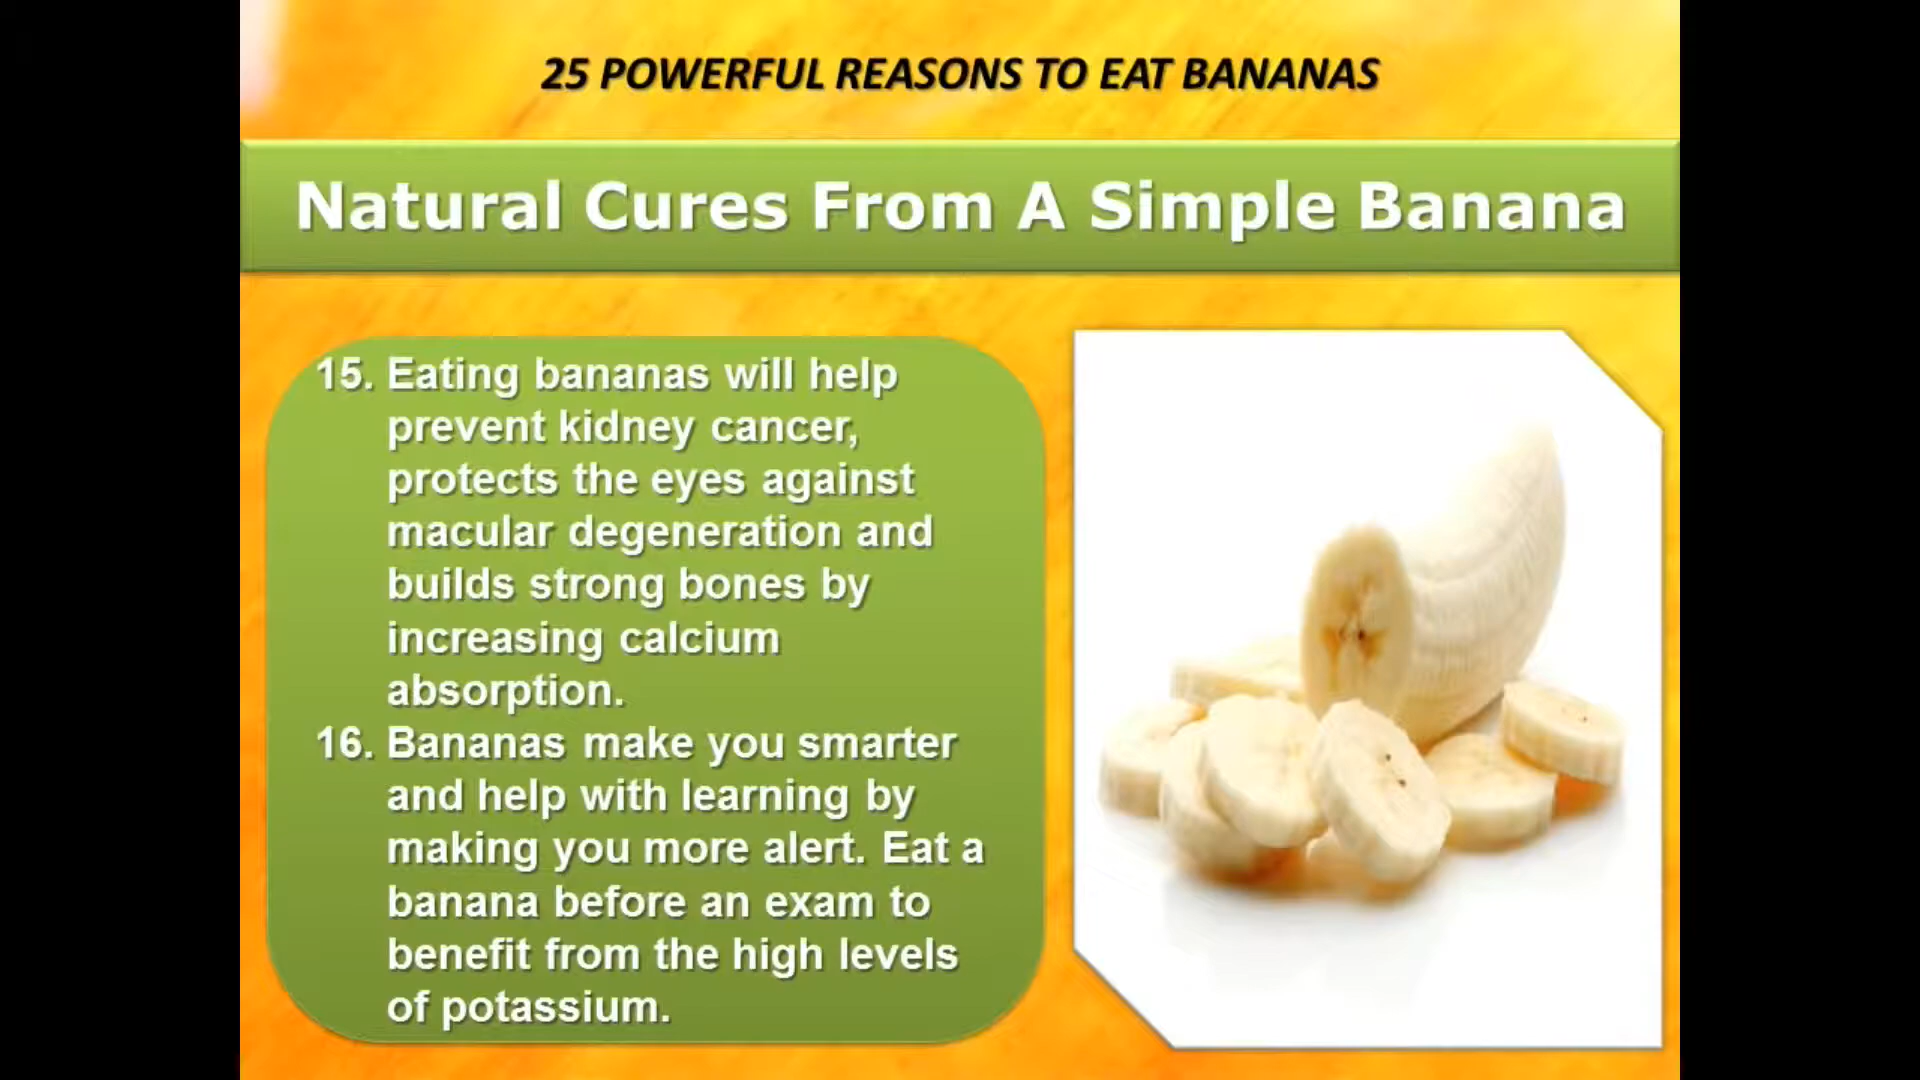 25 POWERFUL REASONS TO EAT BANANAS
Natural Cures From A Simple Banana
15. Eating bananas will help
prevent kidney cancer,
protects the eyes against
macular degeneration and
builds strong bones by
increasing calcium
absorption.
16. Bananas make you smarter
and help with learning by
making you more alert. Eat a
banana before an exam to
benefit from the high levels
of potassium.